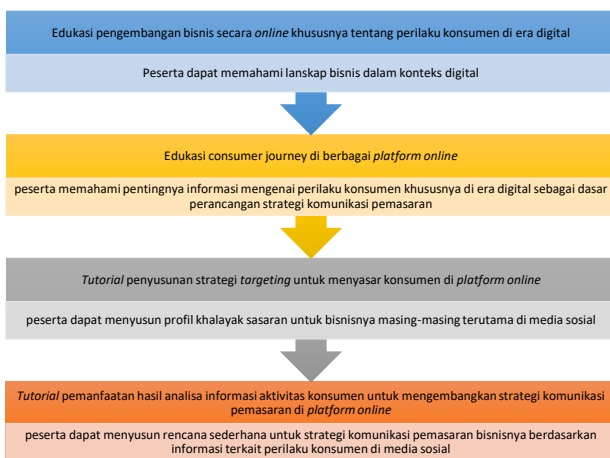 Edukasi pengembangan bisnis secara online khususnya tentang perilaku konsumen di era digital
Peserta dapat memahami lanskap bisnis dalam konteks digital
Edukasi consumer journey di berbagai platform online
peserta memahami pentingnya informasi mengenai perilaku konsumen khususnya di era digital sebagai dasar
perancangan strategi komunikasi pemasaran
Tutorial penyusunan strategi targeting untuk menyasar konsumen di platform online
peserta dapat menyusun profil khalayak sasaran untuk bisnisnya masing-masing terutama di media sosial
Tutorial pemanfaatan hasil analisa informasi aktivitas konsumen untuk mengembangkan strategi komunikasi
pemasaran di platform online
peserta dapat menyusun rencana sederhana untuk strategi komunikasi pemasaran bisnisnya berdasarkan
informasi terkait perilaku konsumen di media sosial